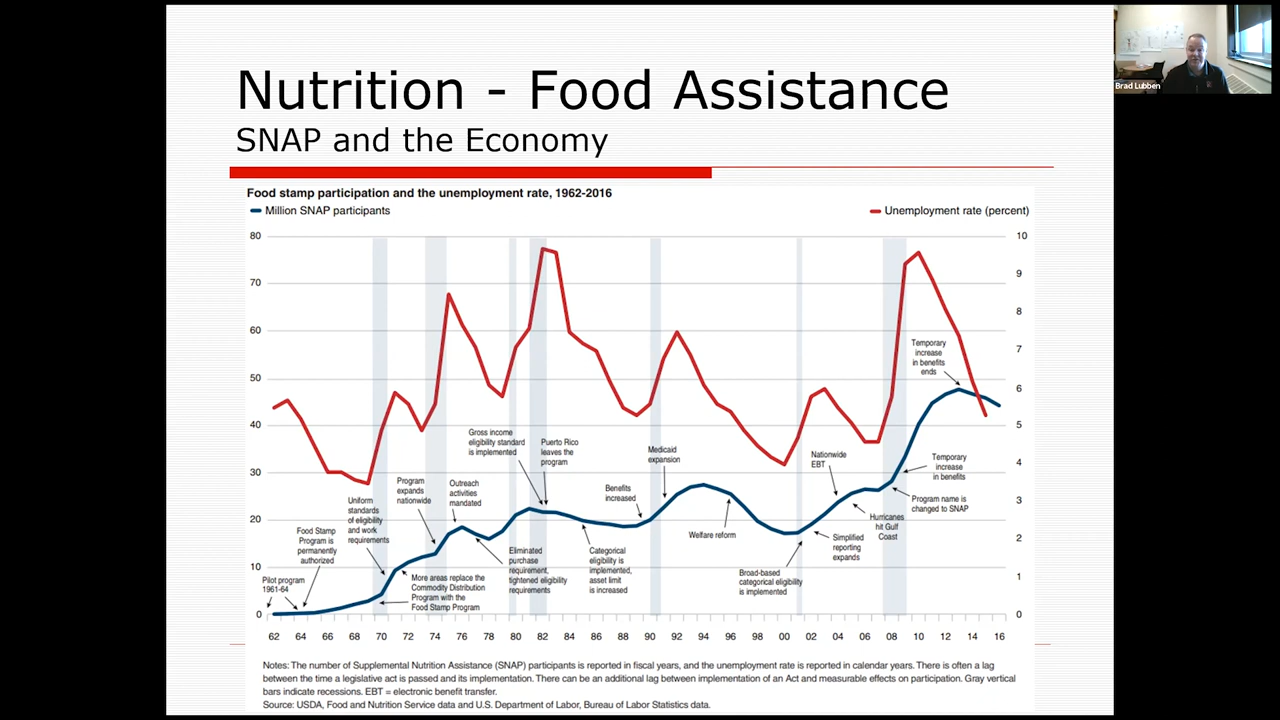 Nutrition - Food Assistance
SNAP and the Economy
Brad Lubben
Food stamp participation and the unemployment rate, 1962-2016
Million SNAP participants
Unemployment rate (percent)
80
70
60
50
40
30
20
10
0
10
9
8
7
6
5
4
3
2
1
0
Pilot program
1961-64
Food Stamp
Program is
permanently
authorized
Uniform
standards
of eligibility
and work
requirements
More areas replace the
Commodity Distribution
Program with the
Food Stamp Program
Program
expands
nationwide
Outreach
activities
mandated
Eliminated
purchase
requirement,
tightened eligibility
requirements
Gross income
eligibility standard
is implemented
Puerto Rico
leaves the
program
Categorical
eligibility is
implemented,
asset limit
is increased
Benefits
increased
Medicaid
expansion
Welfare reform
Broad-based
categorical eligibility
is implemented
Simplified
reporting
expands
Nationwide
EBT
Hurricanes
hit Gulf
Coast
Program name is
changed to SNAP
Temporary
increase
in benefits
Temporary
increase
in benefits
ends
62 64 66 68 70 72 74 76 78 80 82 84 86 88 90 92 94 96 98 00 02 04 06 08 10 12 14 16
Notes: The number of Supplemental Nutrition Assistance (SNAP) participants is reported in fiscal years, and the unemployment rate is reported in calendar years. There is often a lag
between the time a legislative act is passed and its implementation. There can be an additional lag between implementation of an Act and measurable effects on participation. Gray vertical
bars indicate recessions. EBT = electronic benefit transfer.
Source: USDA, Food and Nutrition Service data and U.S. Department of Labor, Bureau of Labor Statistics data.